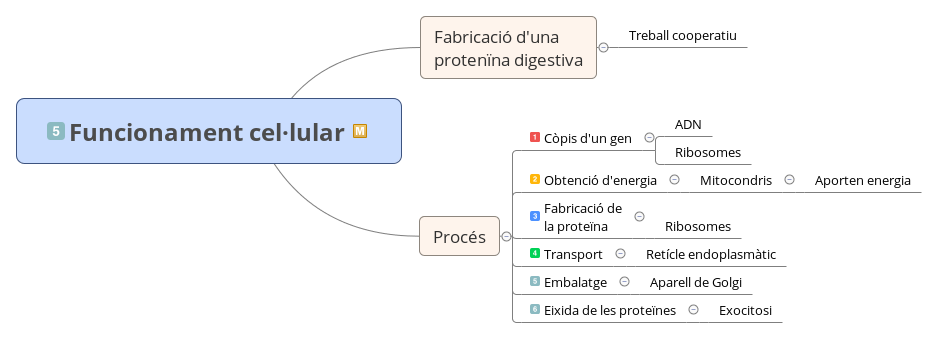 Fabricació d'una
protenïna digestiva
Treball cooperatiu
5 Funcionament cel·lular M
Procés
1 Còpis d'un gen
ADN
Ribosomes
2 Obtenció d'energia
Mitocondris
Aporten energia
3 Fabricació de
la proteïna
Ribosomes
4 Transport
Retícle endoplasmàtic
5 Embalatge
Aparell de Golgi
6 Eixida de les proteïnes
Exocitosi